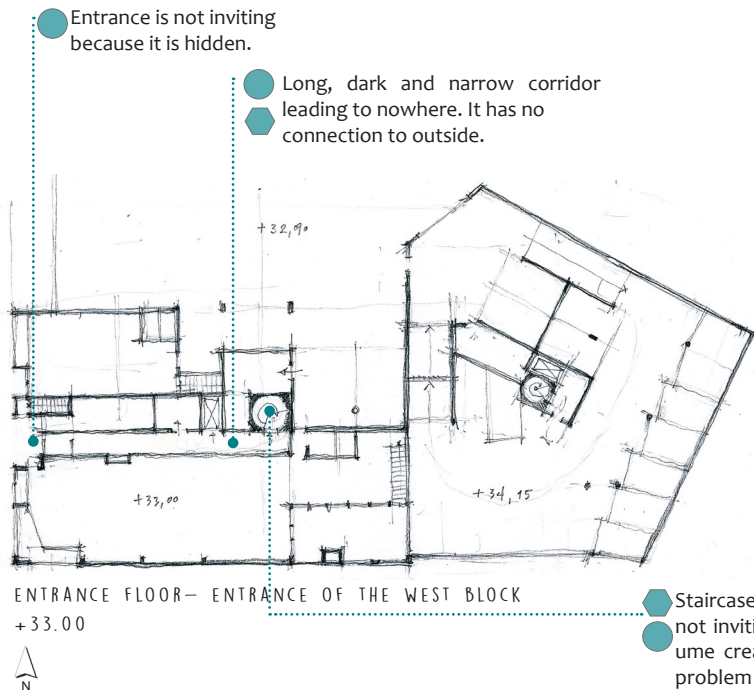 Entrance is not inviting
because it is hidden.
Long, dark and narrow corridor
leading to nowhere. It has no
connection to outside.
+32,90
+33,00
+34,15
ENTRANCE FLOOR— ENTRANCE OF THE WEST BLOCK
+33.00
N
Staircase
not inviti
ume crea
problem